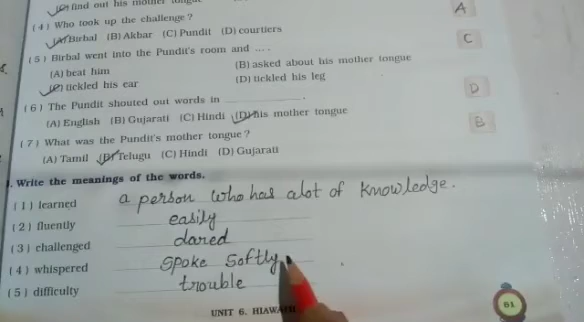 find out his mother tongue
(4) Who took up the challenge? A
(A) Birbal (B) Akbar (C) Pundit (D) courtiers
(5) Birbal went into the Pundit's room and .... C
(A) beat him (B) asked about his mother tongue
(C) tickled his ear (D) tickled his leg
(6) The Pundit shouted out words in ______. D
(A) English (B) Gujarati (C) Hindi (D) his mother tongue
(7) What was the Pundit's mother tongue? B
(A) Tamil (B) Telugu (C) Hindi (D) Gujarati
. Write the meanings of the words.
(1) learned a person who has alot of knowledge.
(2) fluently easily
(3) challenged dared
(4) whispered spoke softly
(5) difficulty trouble
UNIT 6. 81